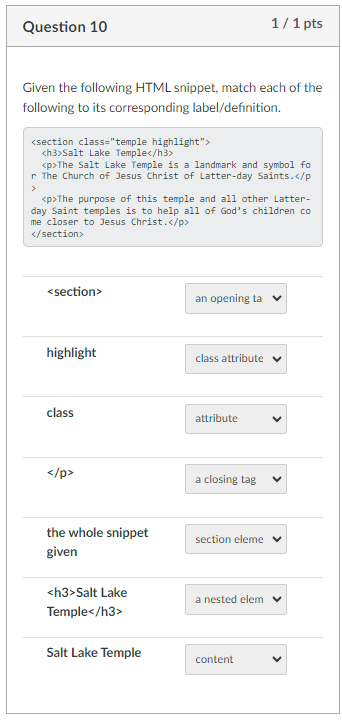 Question 10
1 / 1 pts
Given the following HTML snippet, match each of the
following to its corresponding label/definition.
<section class="temple highlight">
<h3>Salt Lake Temple</h3>
<p>The Salt Lake Temple is a landmark and symbol fo
r The Church of Jesus Christ of Latter-day Saints.</p
>
<p>The purpose of this temple and all other Latter-
day Saint temples is to help all of God's children co
me closer to Jesus Christ.</p>
</section>
<section>
an opening ta
highlight
class attribute
class
attribute
</p>
a closing tag
the whole snippet
given
section eleme
<h3>Salt Lake
Temple</h3>
a nested elem
Salt Lake Temple
content